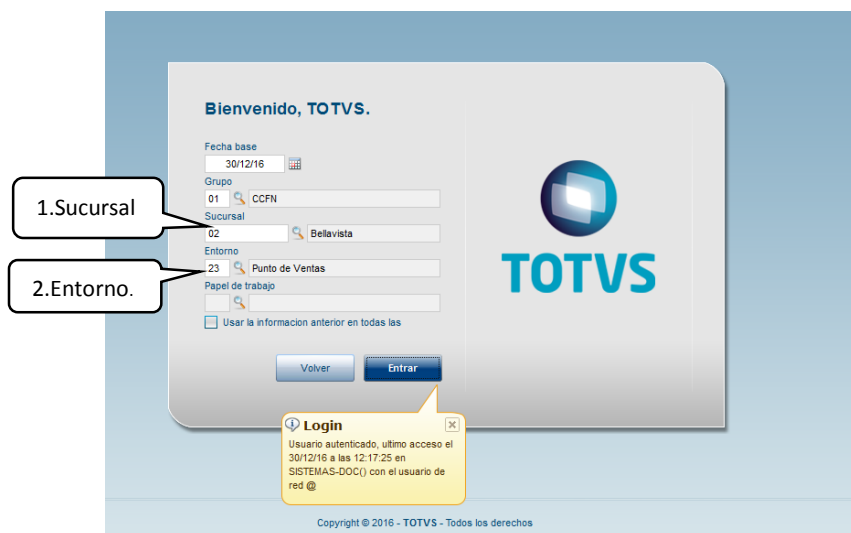 Bienvenido, TOTVS.
Fecha base
30/12/16
Grupo
01 CCFN
1.Sucursal
Sucursal
02 Bellavista
Entorno
2.Entorno.
23 Punto de Ventas
Papel de trabajo
Usar la informacion anterior en todas las
TOTVS
Volver Entrar
Login
Usuario autenticado, ultimo acceso el
30/12/16 a las 12:17:25 en
SISTEMAS-DOC() con el usuario de
red @
Copyright © 2016 - TOTVS - Todos los derechos